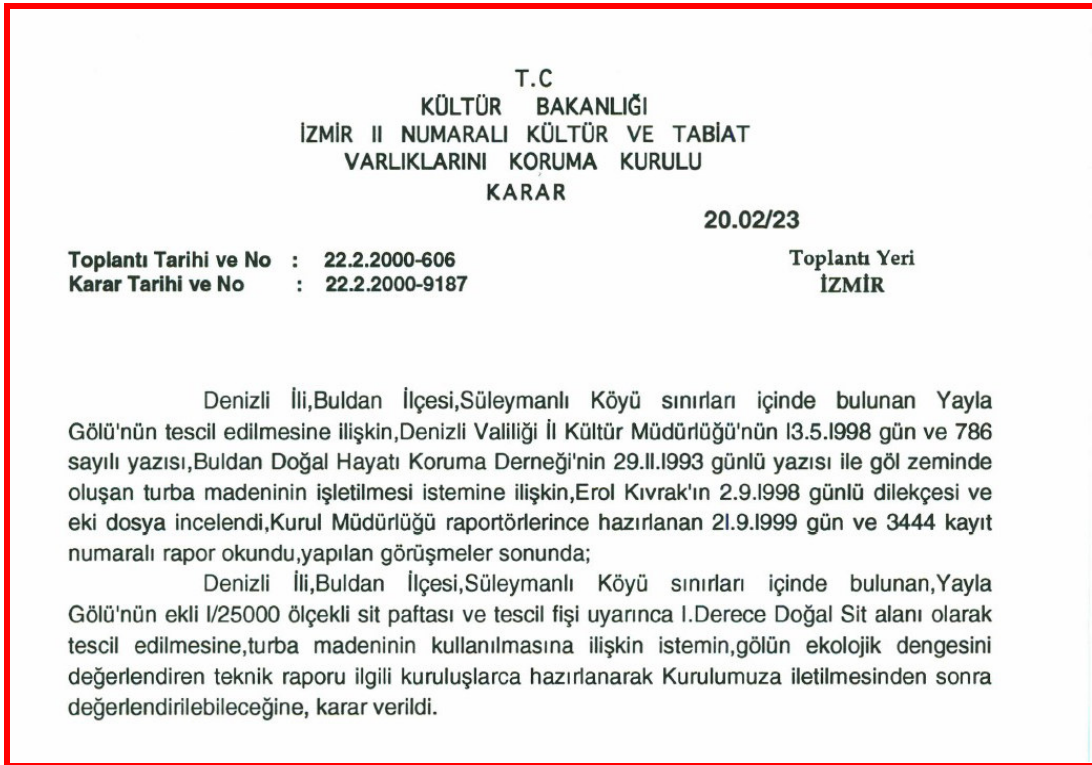 T.C
KÜLTÜR BAKANLIĞI
İZMİR II NUMARALI KÜLTÜR VE TABİAT
VARLIKLARINI KORUMA KURULU
KARAR
20.02/23
Toplantı Tarihi ve No : 22.2.2000-606
Toplantı Yeri
Karar Tarihi ve No : 22.2.2000-9187
İZMİR
Denizli İli,Buldan İlçesi,Süleymanlı Köyü sınırları içinde bulunan Yayla
Gölü'nün tescil edilmesine ilişkin,Denizli Valiliği İl Kültür Müdürlüğü'nün I3.5.I998 gün ve 786
sayılı yazısı,Buldan Doğal Hayatı Koruma Derneği'nin 29.II.I993 günlü yazısı ile göl zeminde
oluşan turba madeninin işletilmesi istemine ilişkin,Erol Kıvrak'ın 2.9.I998 günlü dilekçesi ve
eki dosya incelendi,Kurul Müdürlüğü raportörlerince hazırlanan 2I.9.I999 gün ve 3444 kayıt
numaralı rapor okundu,yapılan görüşmeler sonunda;
Denizli İli,Buldan İlçesi,Süleymanlı Köyü sınırları içinde bulunan,Yayla
Gölü'nün ekli I/25000 ölçekli sit paftası ve tescil fişi uyarınca I.Derece Doğal Sit alanı olarak
tescil edilmesine,turba madeninin kullanılmasına ilişkin istemin,gölün ekolojik dengesini
değerlendiren teknik raporu ilgili kuruluşlarca hazırlanarak Kurulumuza iletilmesinden sonra
değerlendirilebileceğine, karar verildi.